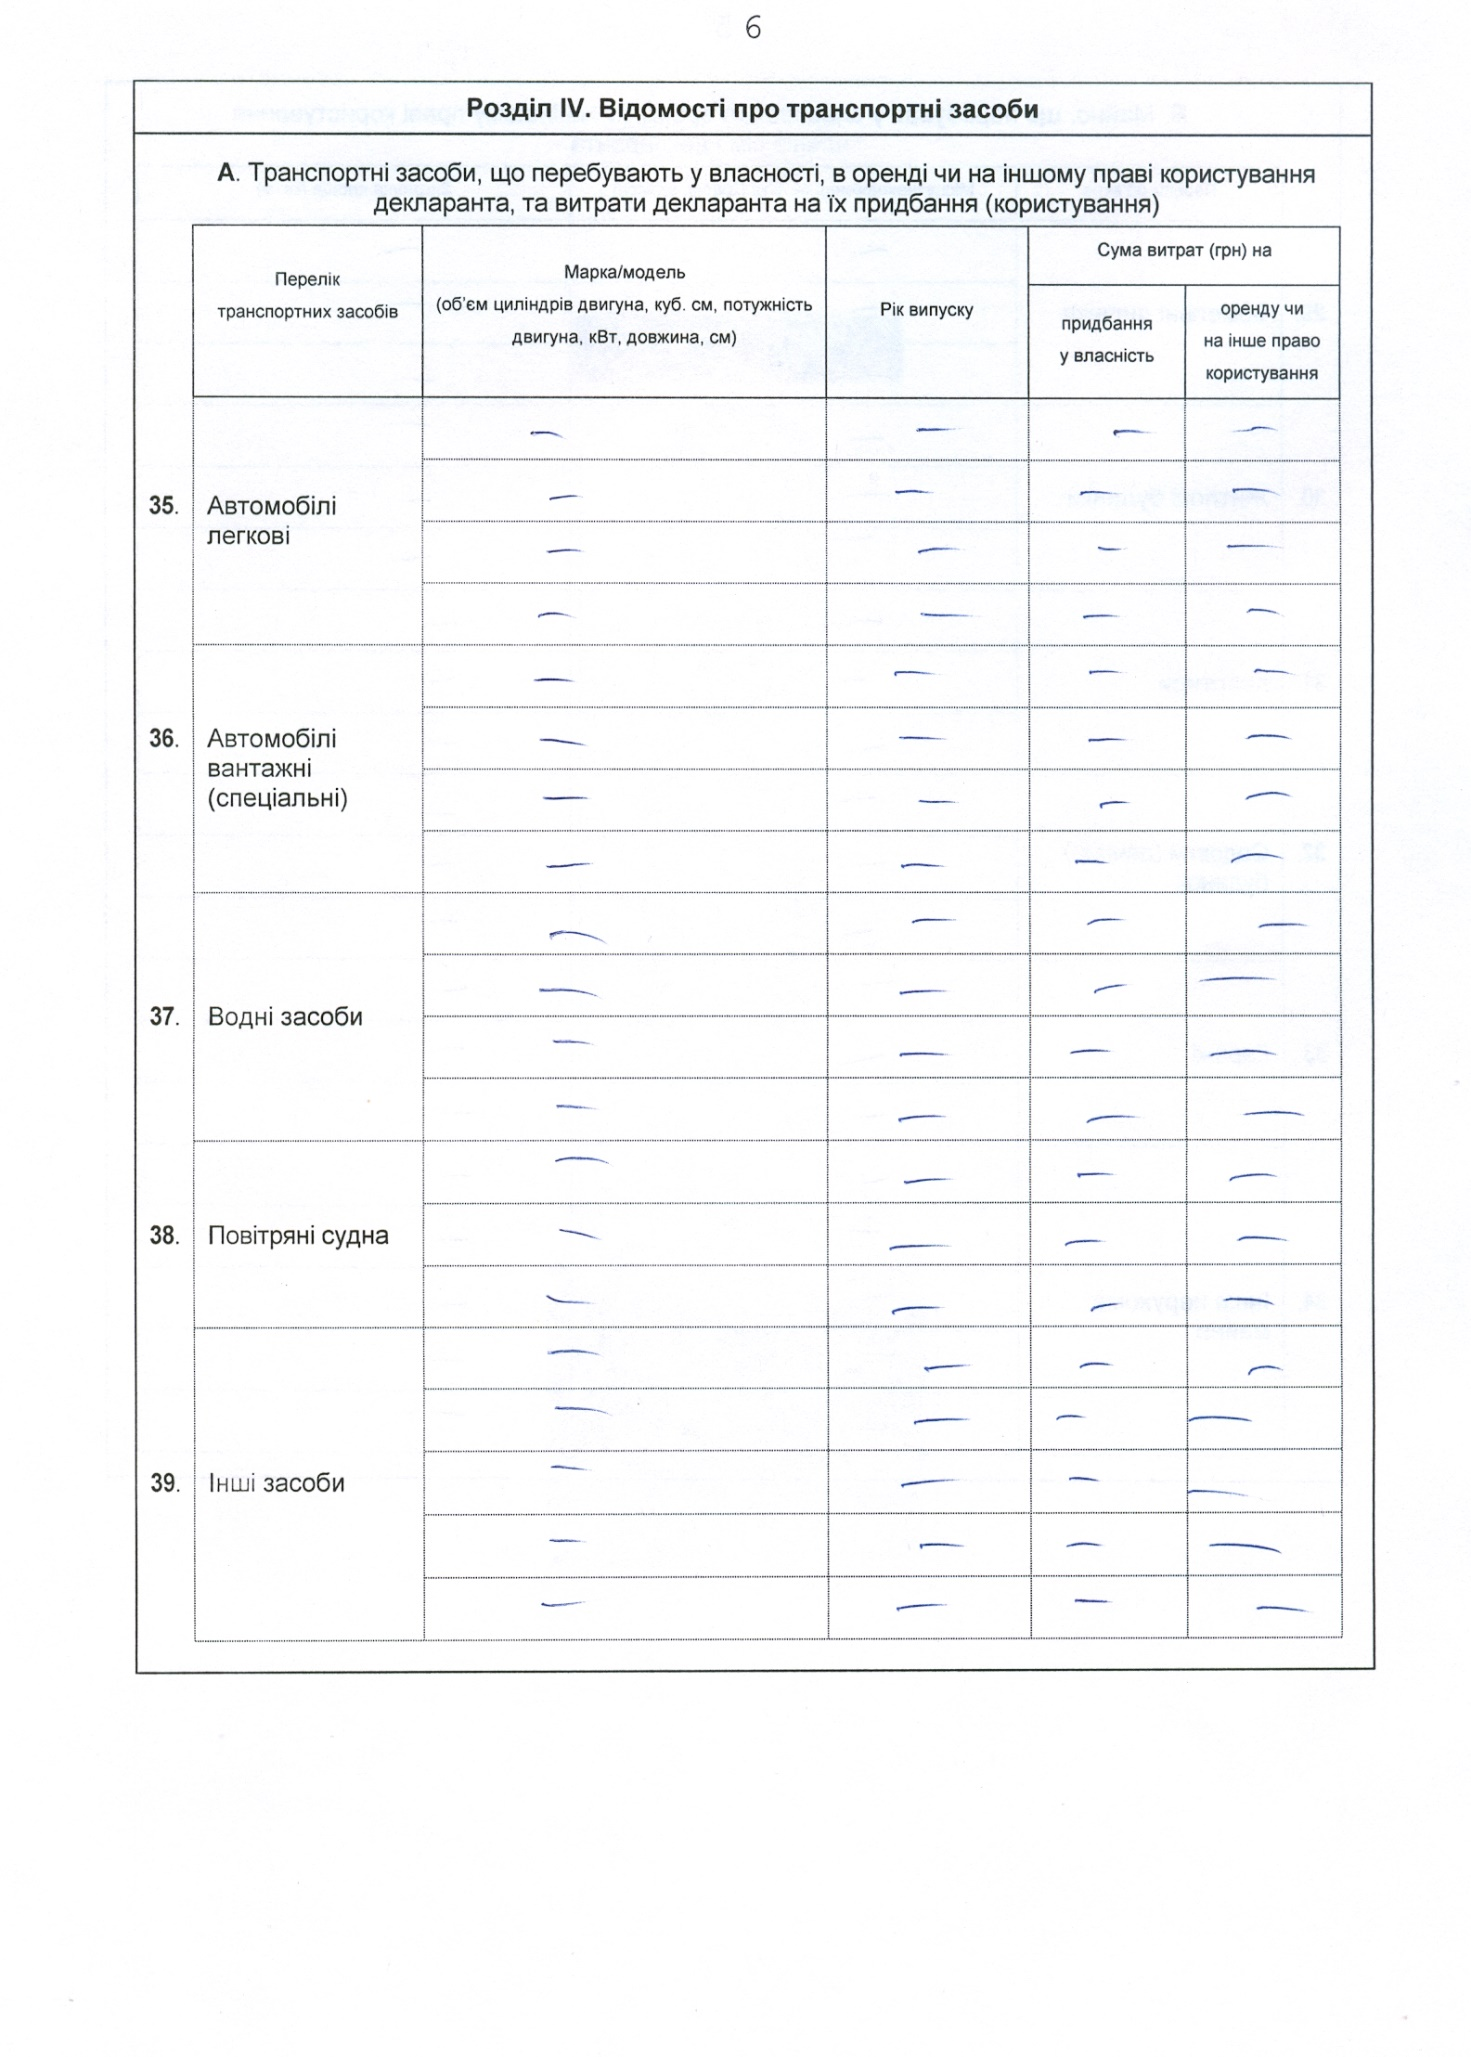 6
Розділ IV. Відомості про транспортні засоби
А. Транспортні засоби, що перебувають у власності, в оренді чи на іншому праві користування
декларанта, та витрати декларанта на їх придбання (користування)
Перелік
транспортних засобів
Марка/модель
(об’єм циліндрів двигуна, куб. см, потужність
двигуна, кВт, довжина, см)
Рік випуску
Сума витрат (грн) на
придбання
у власність
оренду чи
на інше право
користування
— — — —
35. Автомобілі
легкові
— — — —
— — — —
— — — —
— — — —
36. Автомобілі
вантажні
(спеціальні)
— — — —
— — — —
— — — —
— — — —
37. Водні засоби
— — — —
— — — —
— — — —
— — — —
38. Повітряні судна
— — — —
— — — —
— — — —
39. Інші засоби
— — — —
— — — —
— — — —
— — — —